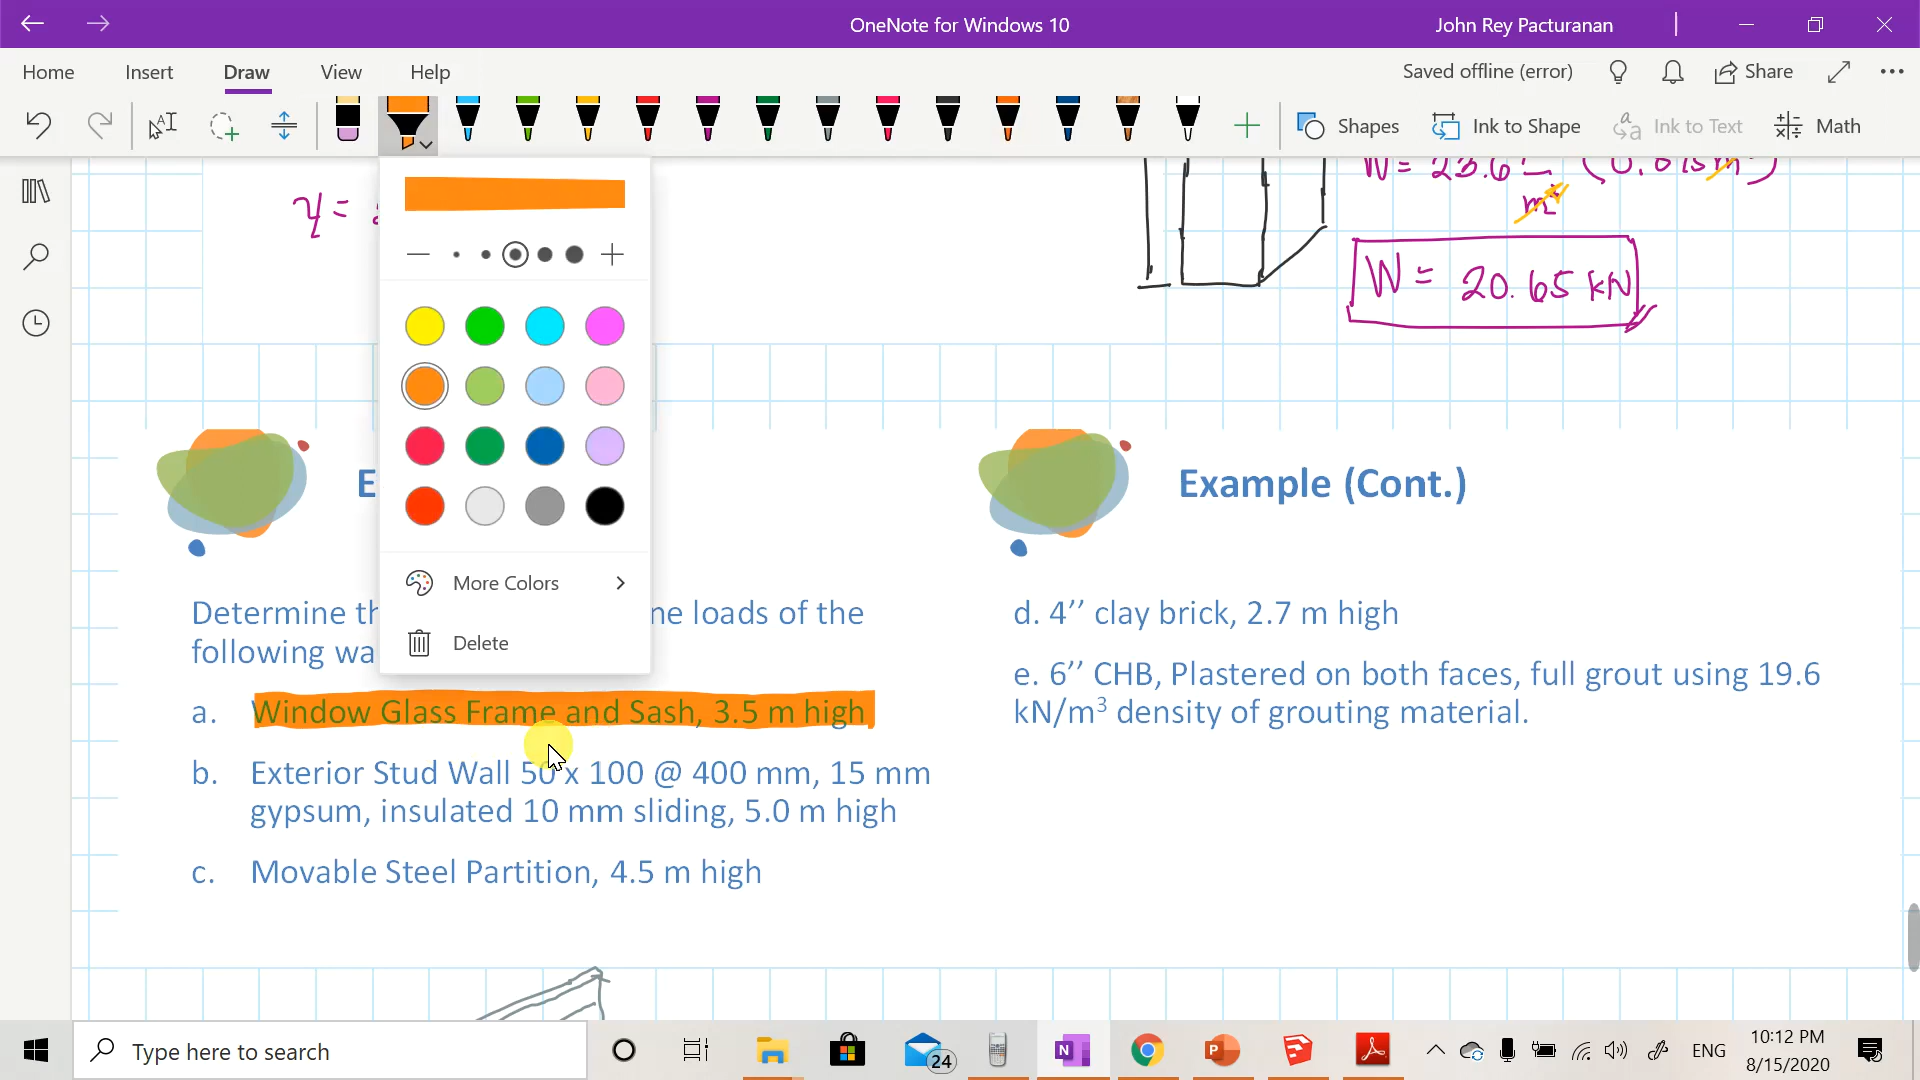 OneNote for Windows 10
John Rey Pacturanan
Home Insert Draw View Help
Saved offline (error) Share
Shapes Ink to Shape Ink to Text Math
W = 20.65 kN
More Colors
Delete
Example (Cont.)
ne loads of the
following wa
a. Window Glass Frame and Sash, 3.5 m high
b. Exterior Stud Wall 50 x 100 @ 400 mm, 15 mm
gypsum, insulated 10 mm sliding, 5.0 m high
c. Movable Steel Partition, 4.5 m high
d. 4’’ clay brick, 2.7 m high
e. 6’’ CHB, Plastered on both faces, full grout using 19.6
kN/m³ density of grouting material.
Type here to search
24
ENG
10:12 PM
8/15/2020